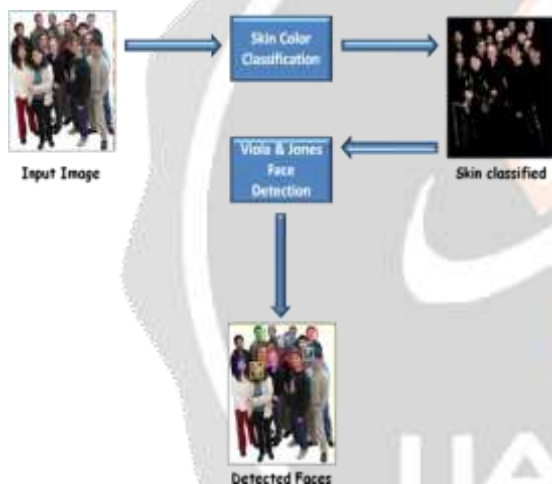 Skin Color
Classification
Input Image
Skin classified
Viola & Jones
Face
Detection
Detected Faces